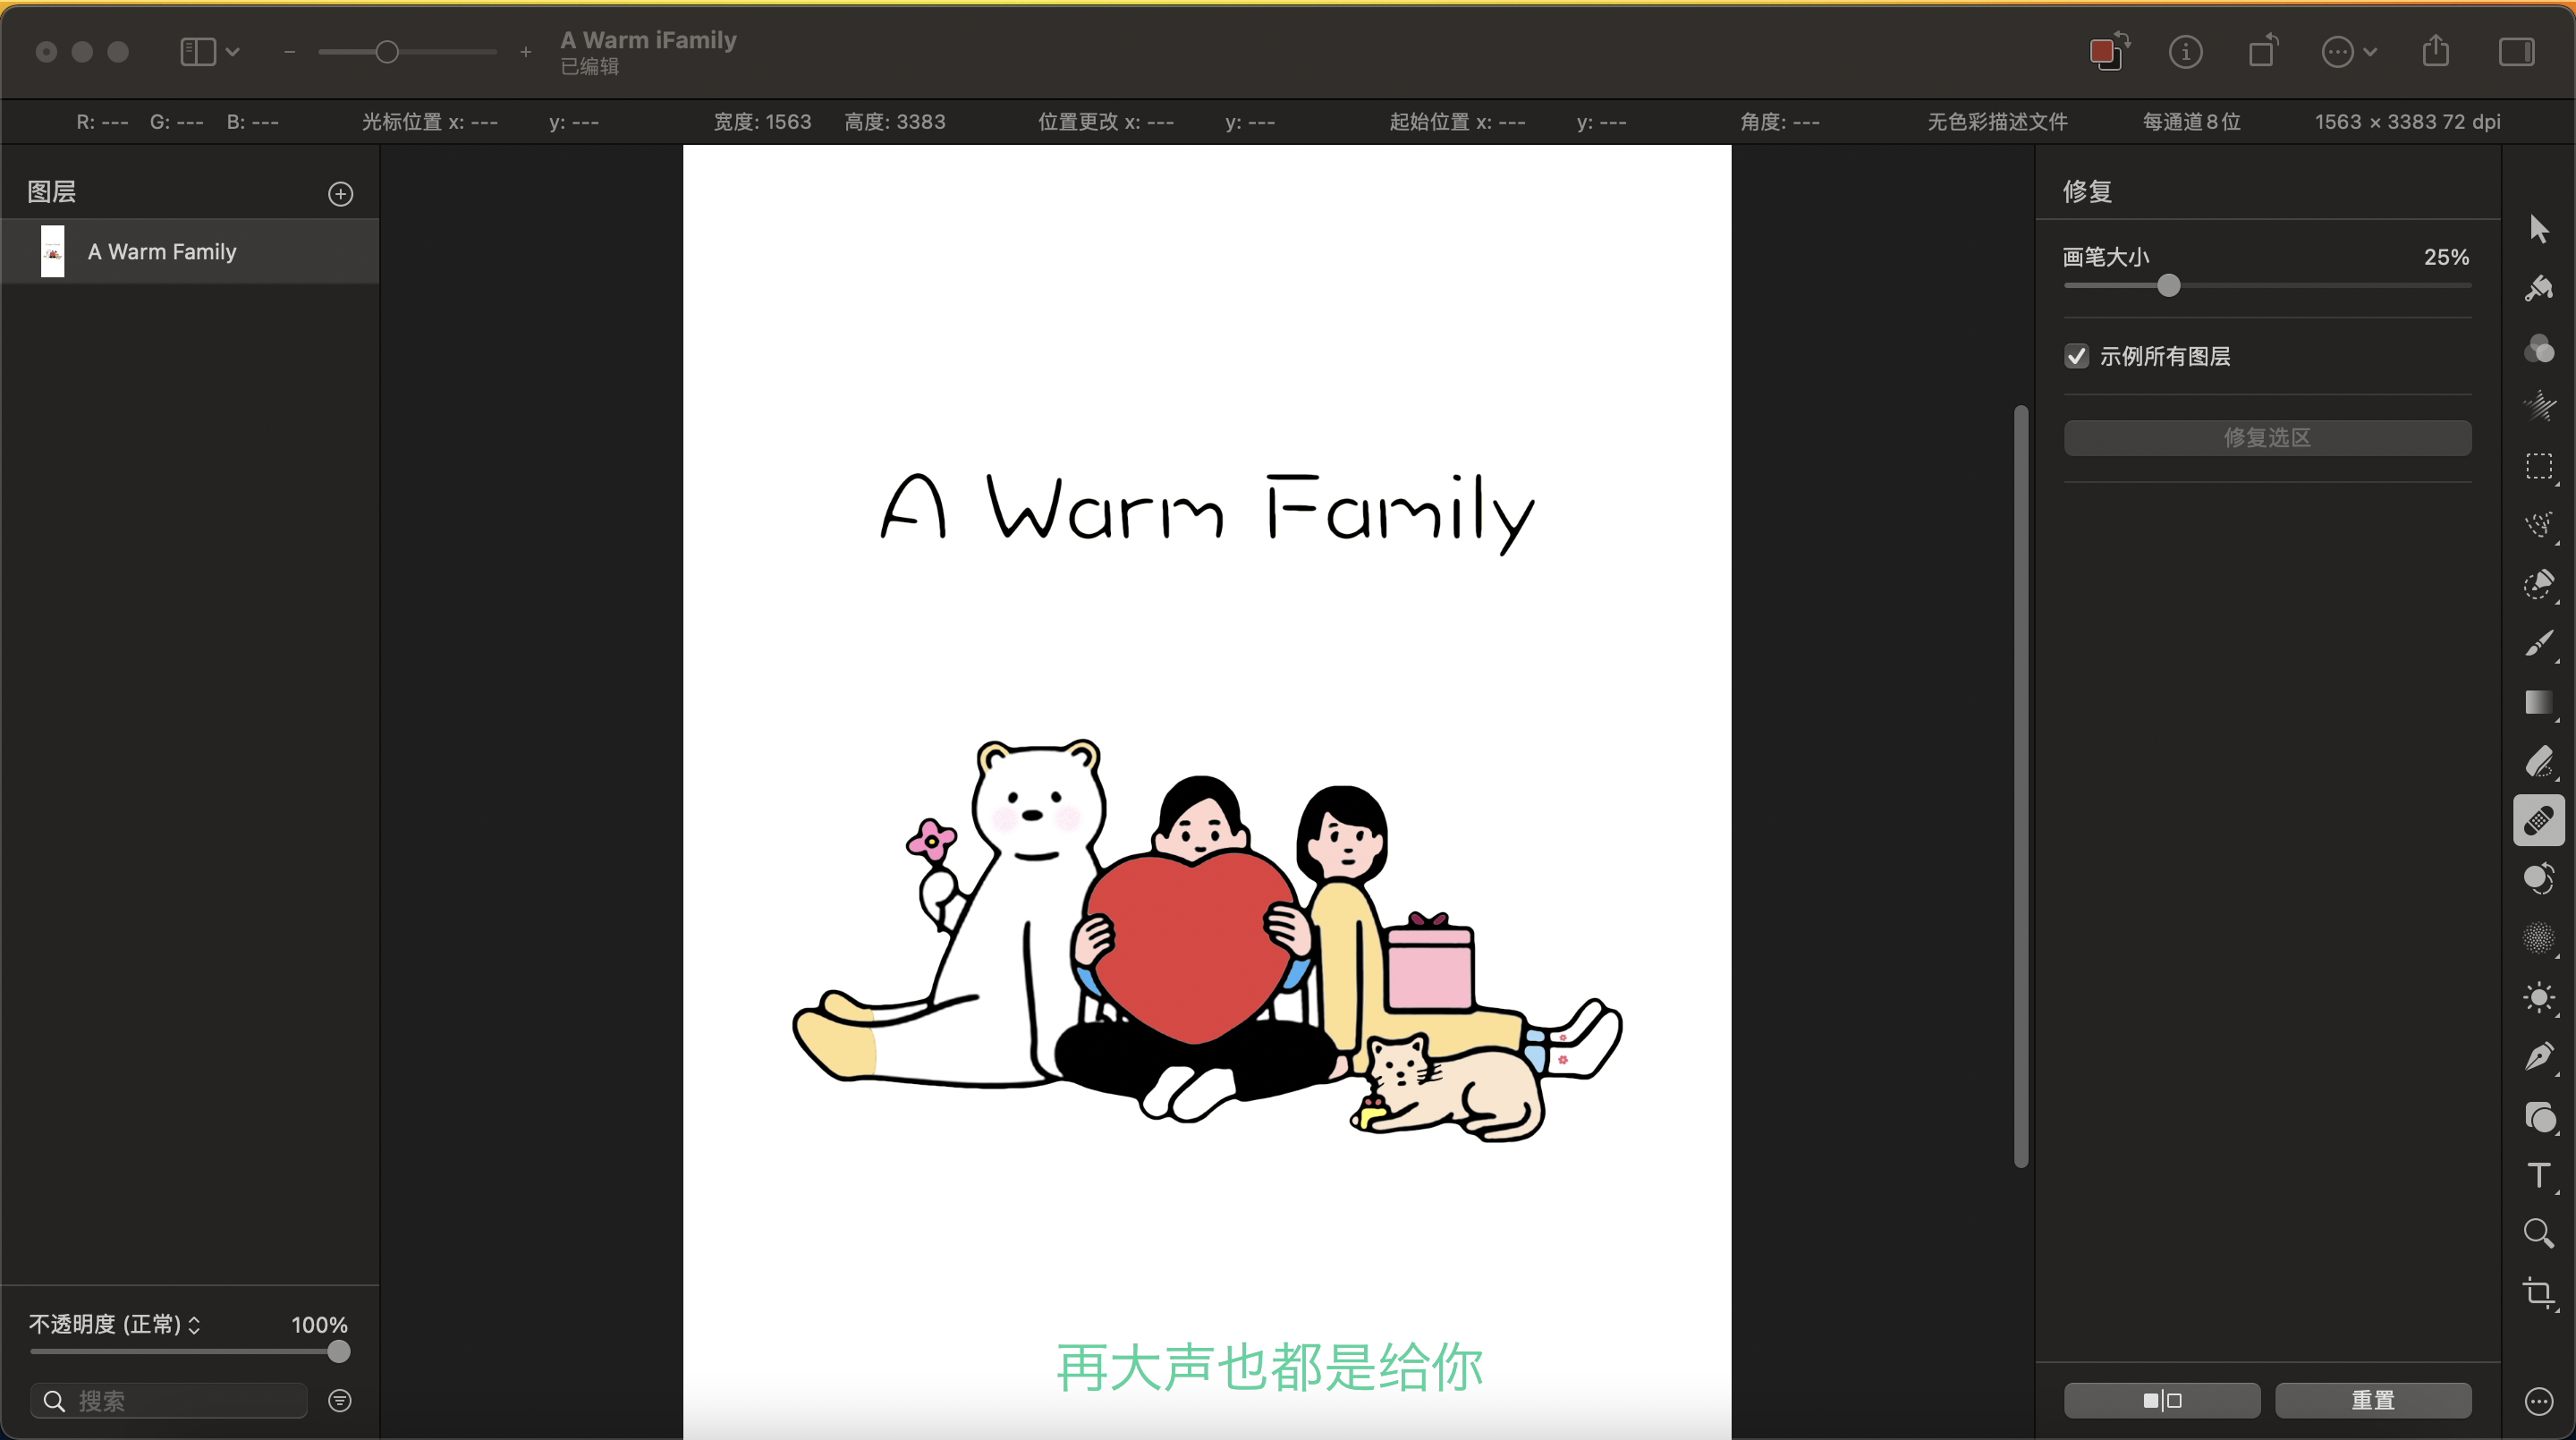 A Warm iFamily
已编辑
R: --- G: --- B: --- 光标位置 x: --- y: --- 宽度: 1563 高度: 3383 位置更改 x: --- y: --- 起始位置 x: --- y: --- 角度: --- 无色彩描述文件 每通道 8 位 1563 × 3383 72 dpi
图层
A Warm Family
A Warm Family
再大声也都是给你
不透明度 (正常) 100%
搜索
修复
画笔大小 25%
示例所有图层
修复选区
重置